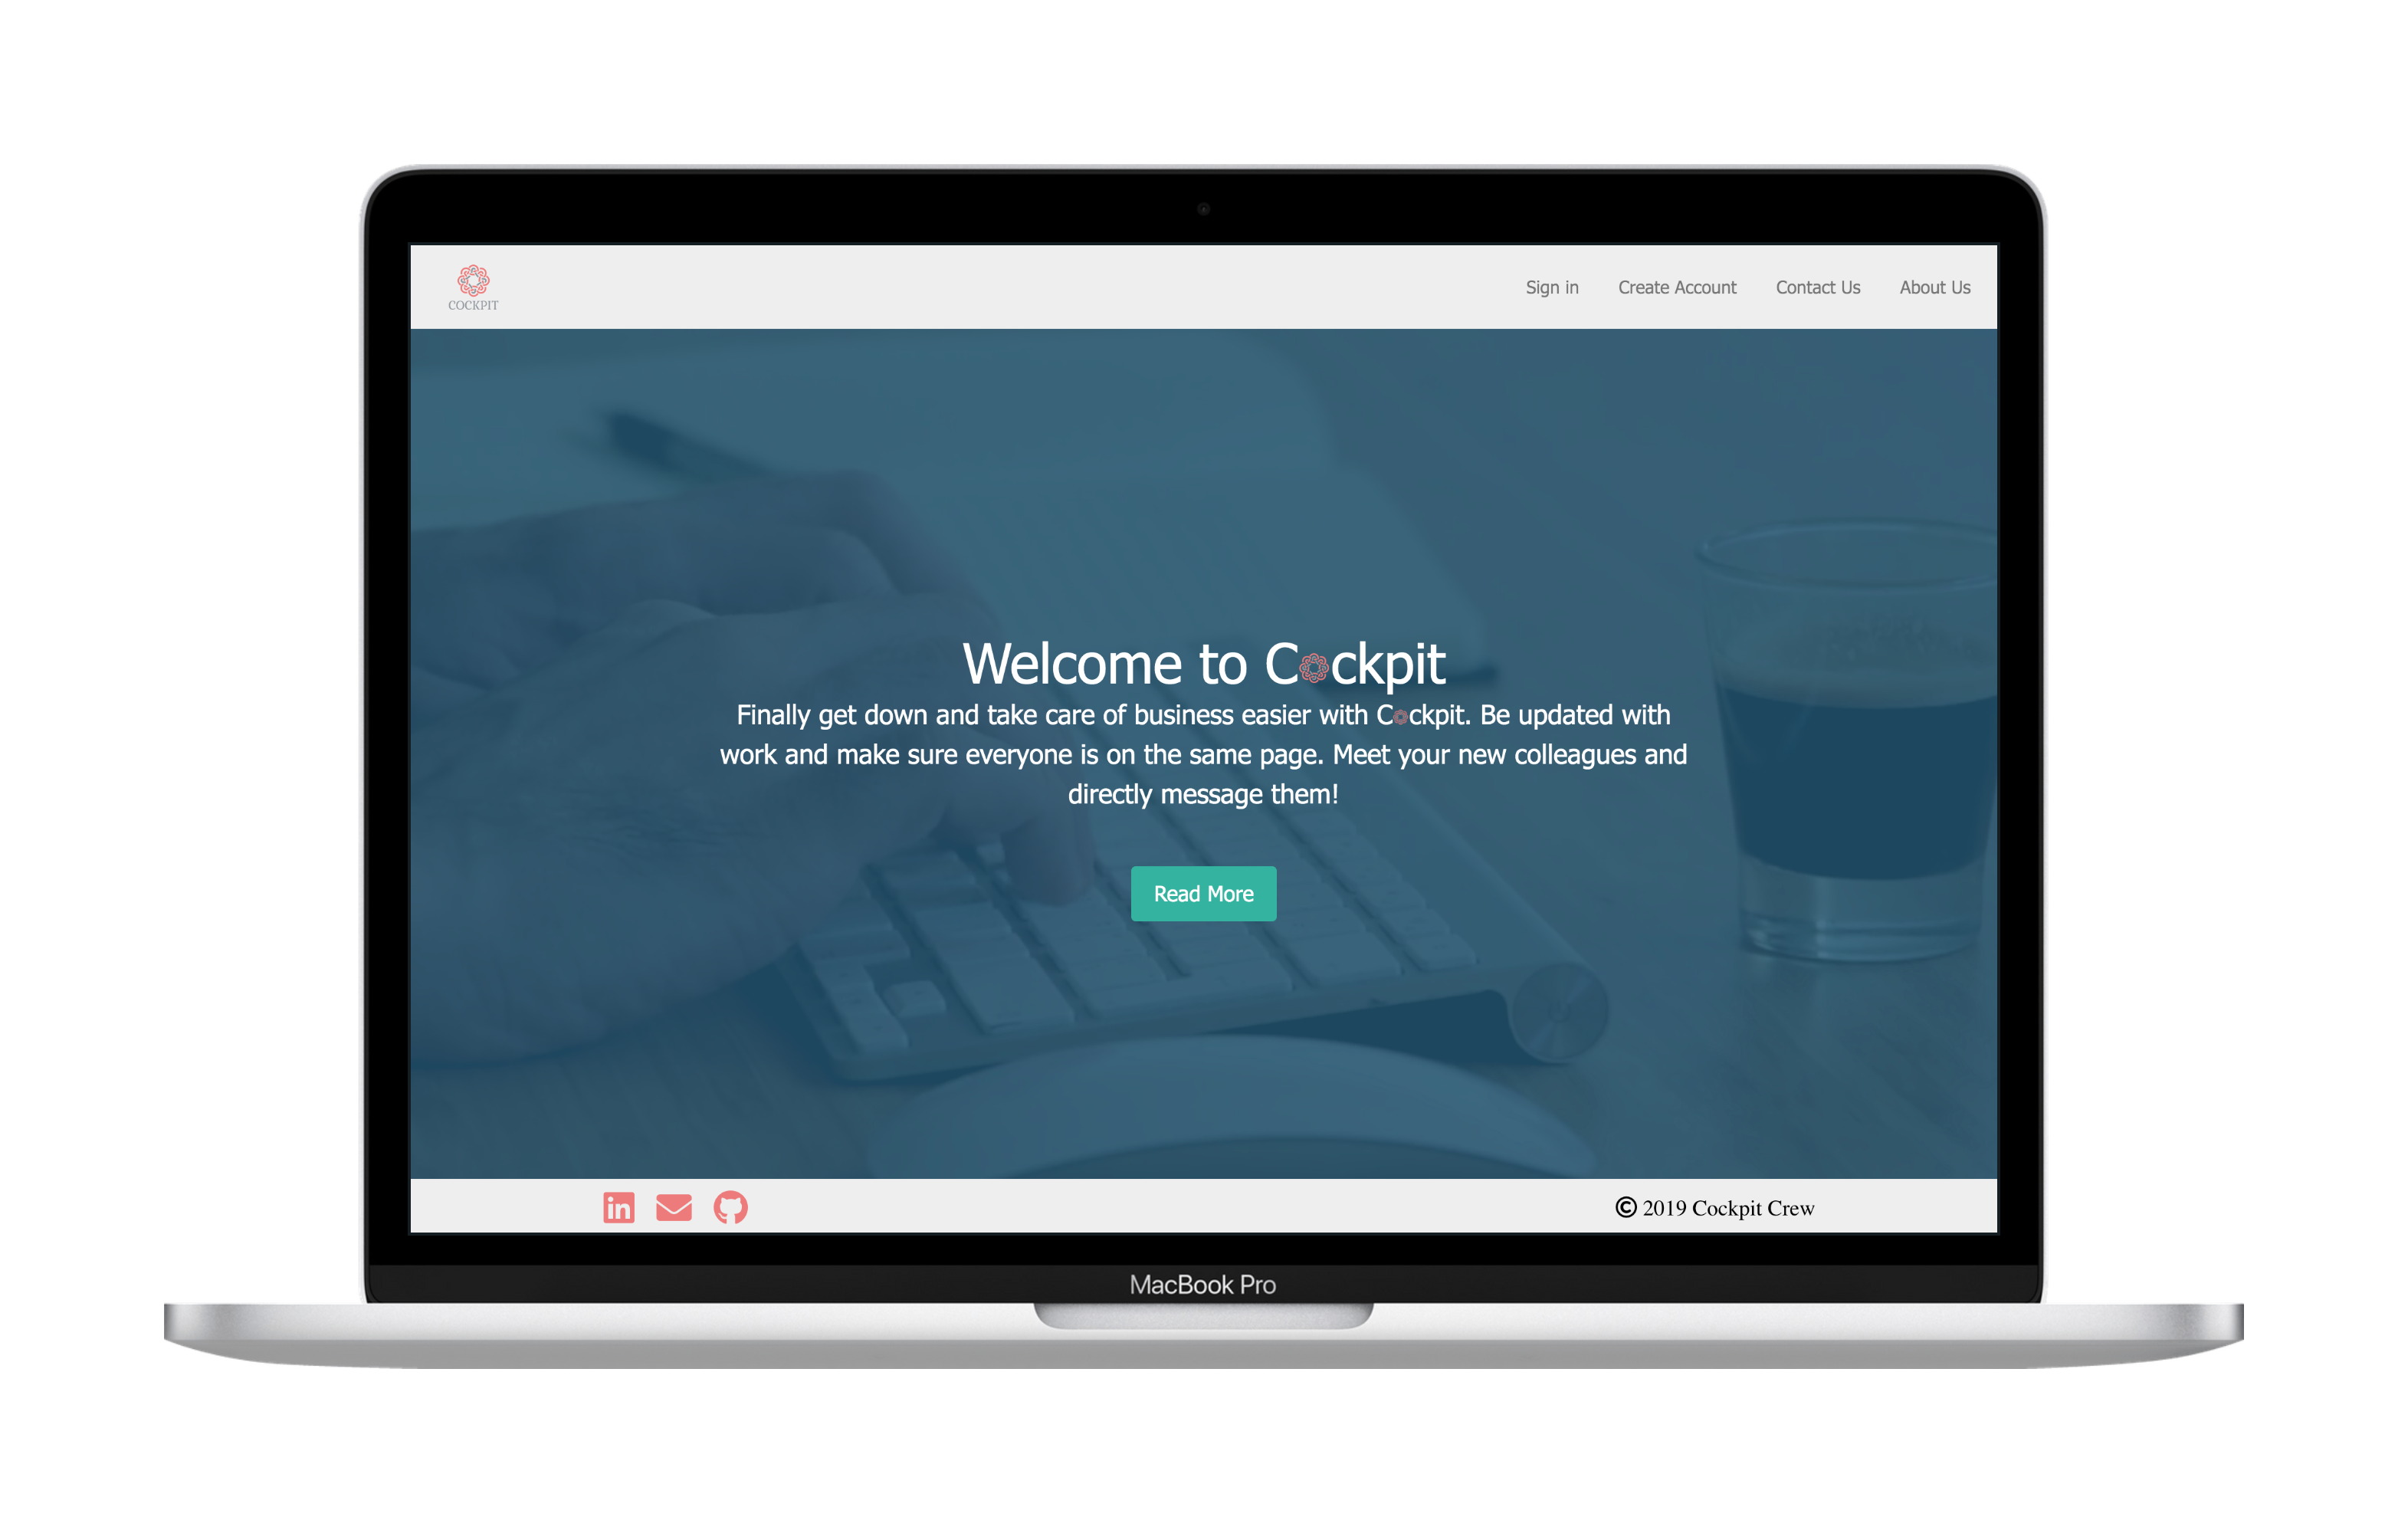 COCKPIT
Sign in Create Account Contact Us About Us
Welcome to Cockpit
Finally get down and take care of business easier with Cockpit. Be updated with
work and make sure everyone is on the same page. Meet your new colleagues and
directly message them!
Read More
in
© 2019 Cockpit Crew
MacBook Pro